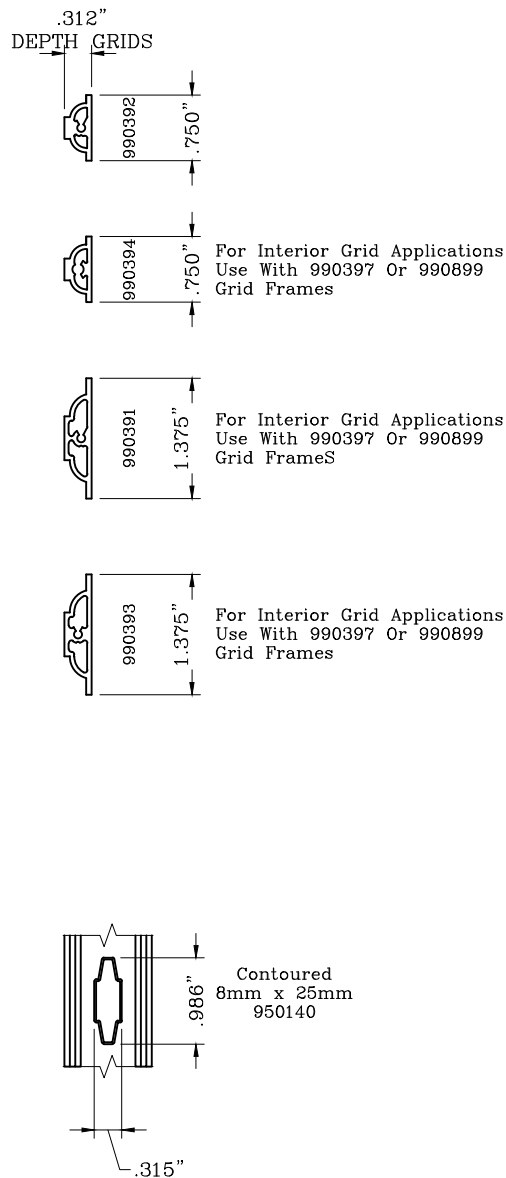 .312”
DEPTH GRIDS
990392
.750”
990394
.750”
For Interior Grid Applications
Use With 990397 Or 990899
Grid Frames
990391
1.375”
For Interior Grid Applications
Use With 990397 Or 990899
Grid FrameS
990393
1.375”
For Interior Grid Applications
Use With 990397 Or 990899
Grid Frames
.986”
Contoured
8mm x 25mm
950140
.315”